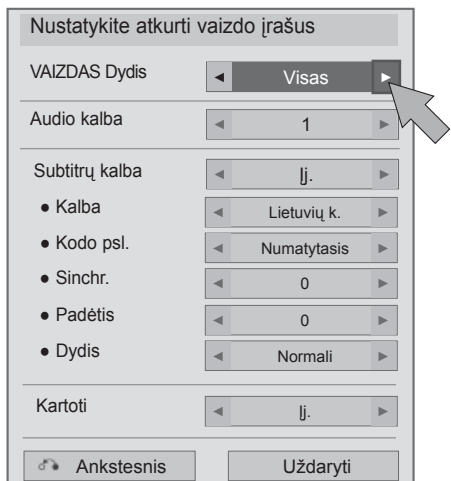 Nustatykite atkurti vaizdo įrašus
VAIZDAS Dydis ◄ Visas ►
Audio kalba ◄ 1 ►
Subtitrų kalba ◄ Įj. ►
● Kalba ◄ Lietuvių k. ►
● Kodo psl. ◄ Numatytasis ►
● Sinchr. ◄ 0 ►
● Padėtis ◄ 0 ►
● Dydis ◄ Normali ►
Kartoti ◄ Įj. ►
Ankstesnis Uždaryti